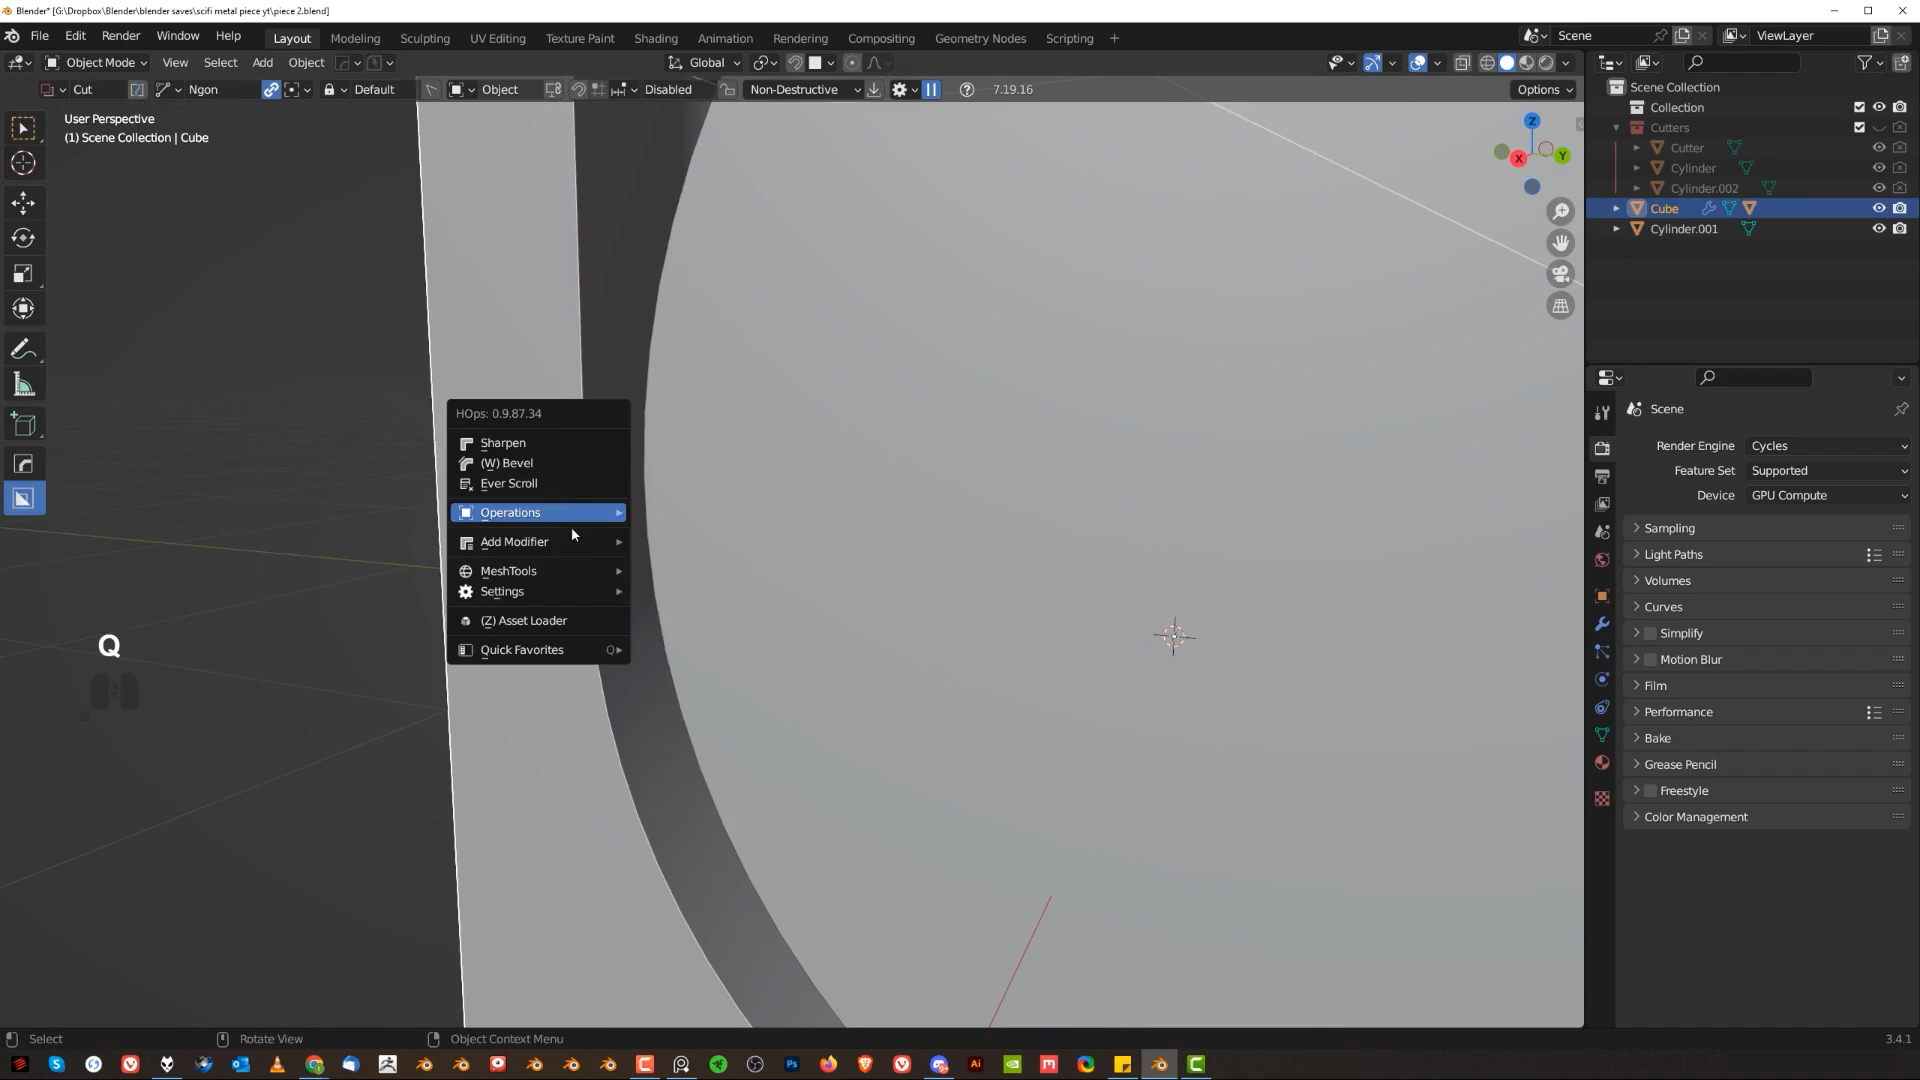 Blender* [G:\Dropbox\Blender\blender saves\scifi metal piece yt\piece 2.blend]
File Edit Render Window Help Layout Modeling Sculpting UV Editing Texture Paint Shading Animation Rendering Compositing Geometry Nodes Scripting + Scene ViewLayer
Object Mode View Select Add Object Global
Cut Ngon Default Object Disabled Non-Destructive 7.19.16 Options
User Perspective
(1) Scene Collection | Cube
Z
X
Y
Scene Collection
Collection
Cutters
Cutter
Cylinder
Cylinder.002
Cube
Cylinder.001
Scene
Render Engine Cycles
Feature Set Supported
Device GPU Compute
Sampling
Light Paths
Volumes
Curves
Simplify
Motion Blur
Film
Performance
Bake
Grease Pencil
Freestyle
Color Management
HOps: 0.9.87.34
Sharpen
(W) Bevel
Ever Scroll
Operations
Add Modifier
MeshTools
Settings
(Z) Asset Loader
Quick Favorites Q
Q
Select Rotate View Object Context Menu 3.4.1
Ps Ai